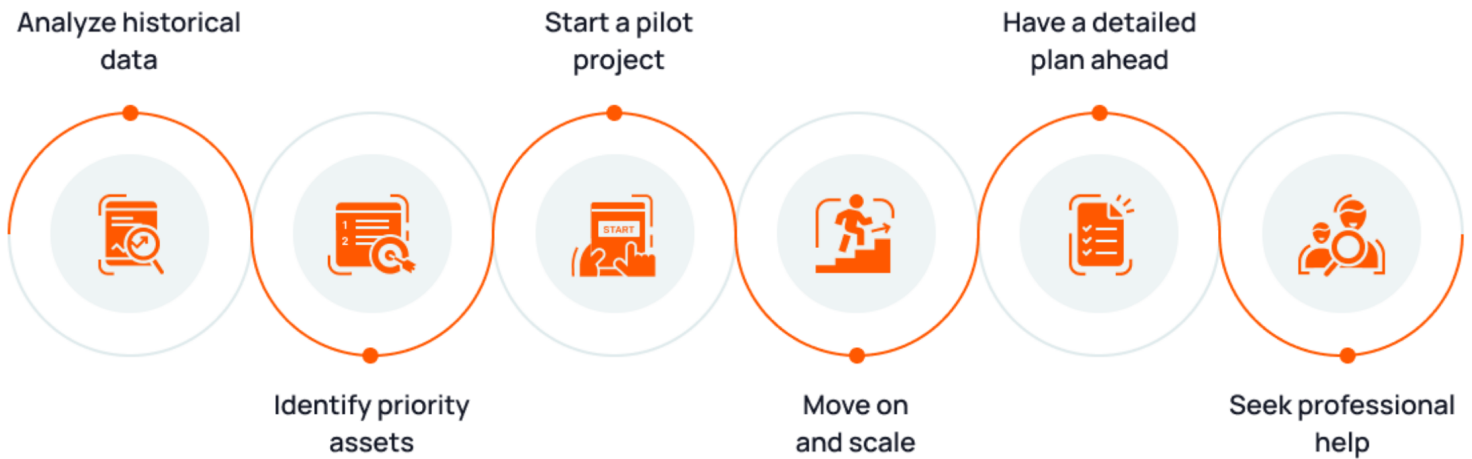 Analyze historical
data
Identify priority
assets
Start a pilot
project
Move on
and scale
Have a detailed
plan ahead
Seek professional
help
1
2
START